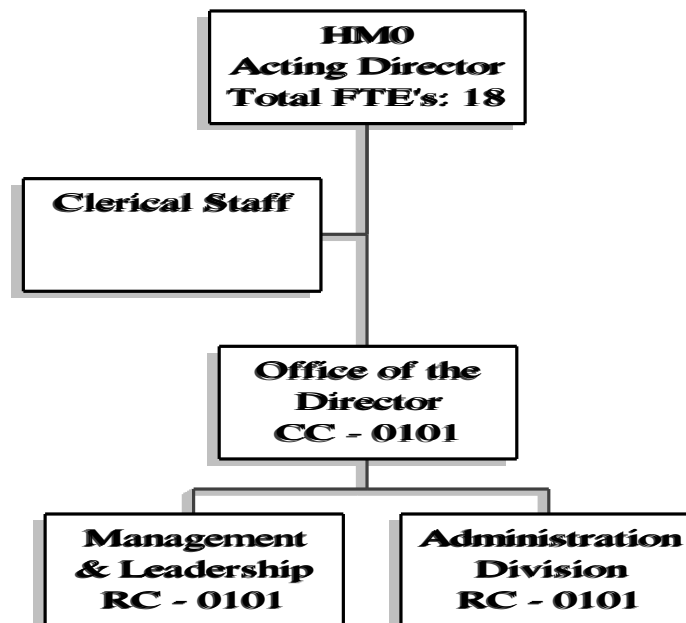 HM0
Acting Director
Total FTE's: 18
Clerical Staff
Office of the
Director
CC - 0101
Management
& Leadership
RC - 0101
Administration
Division
RC - 0101